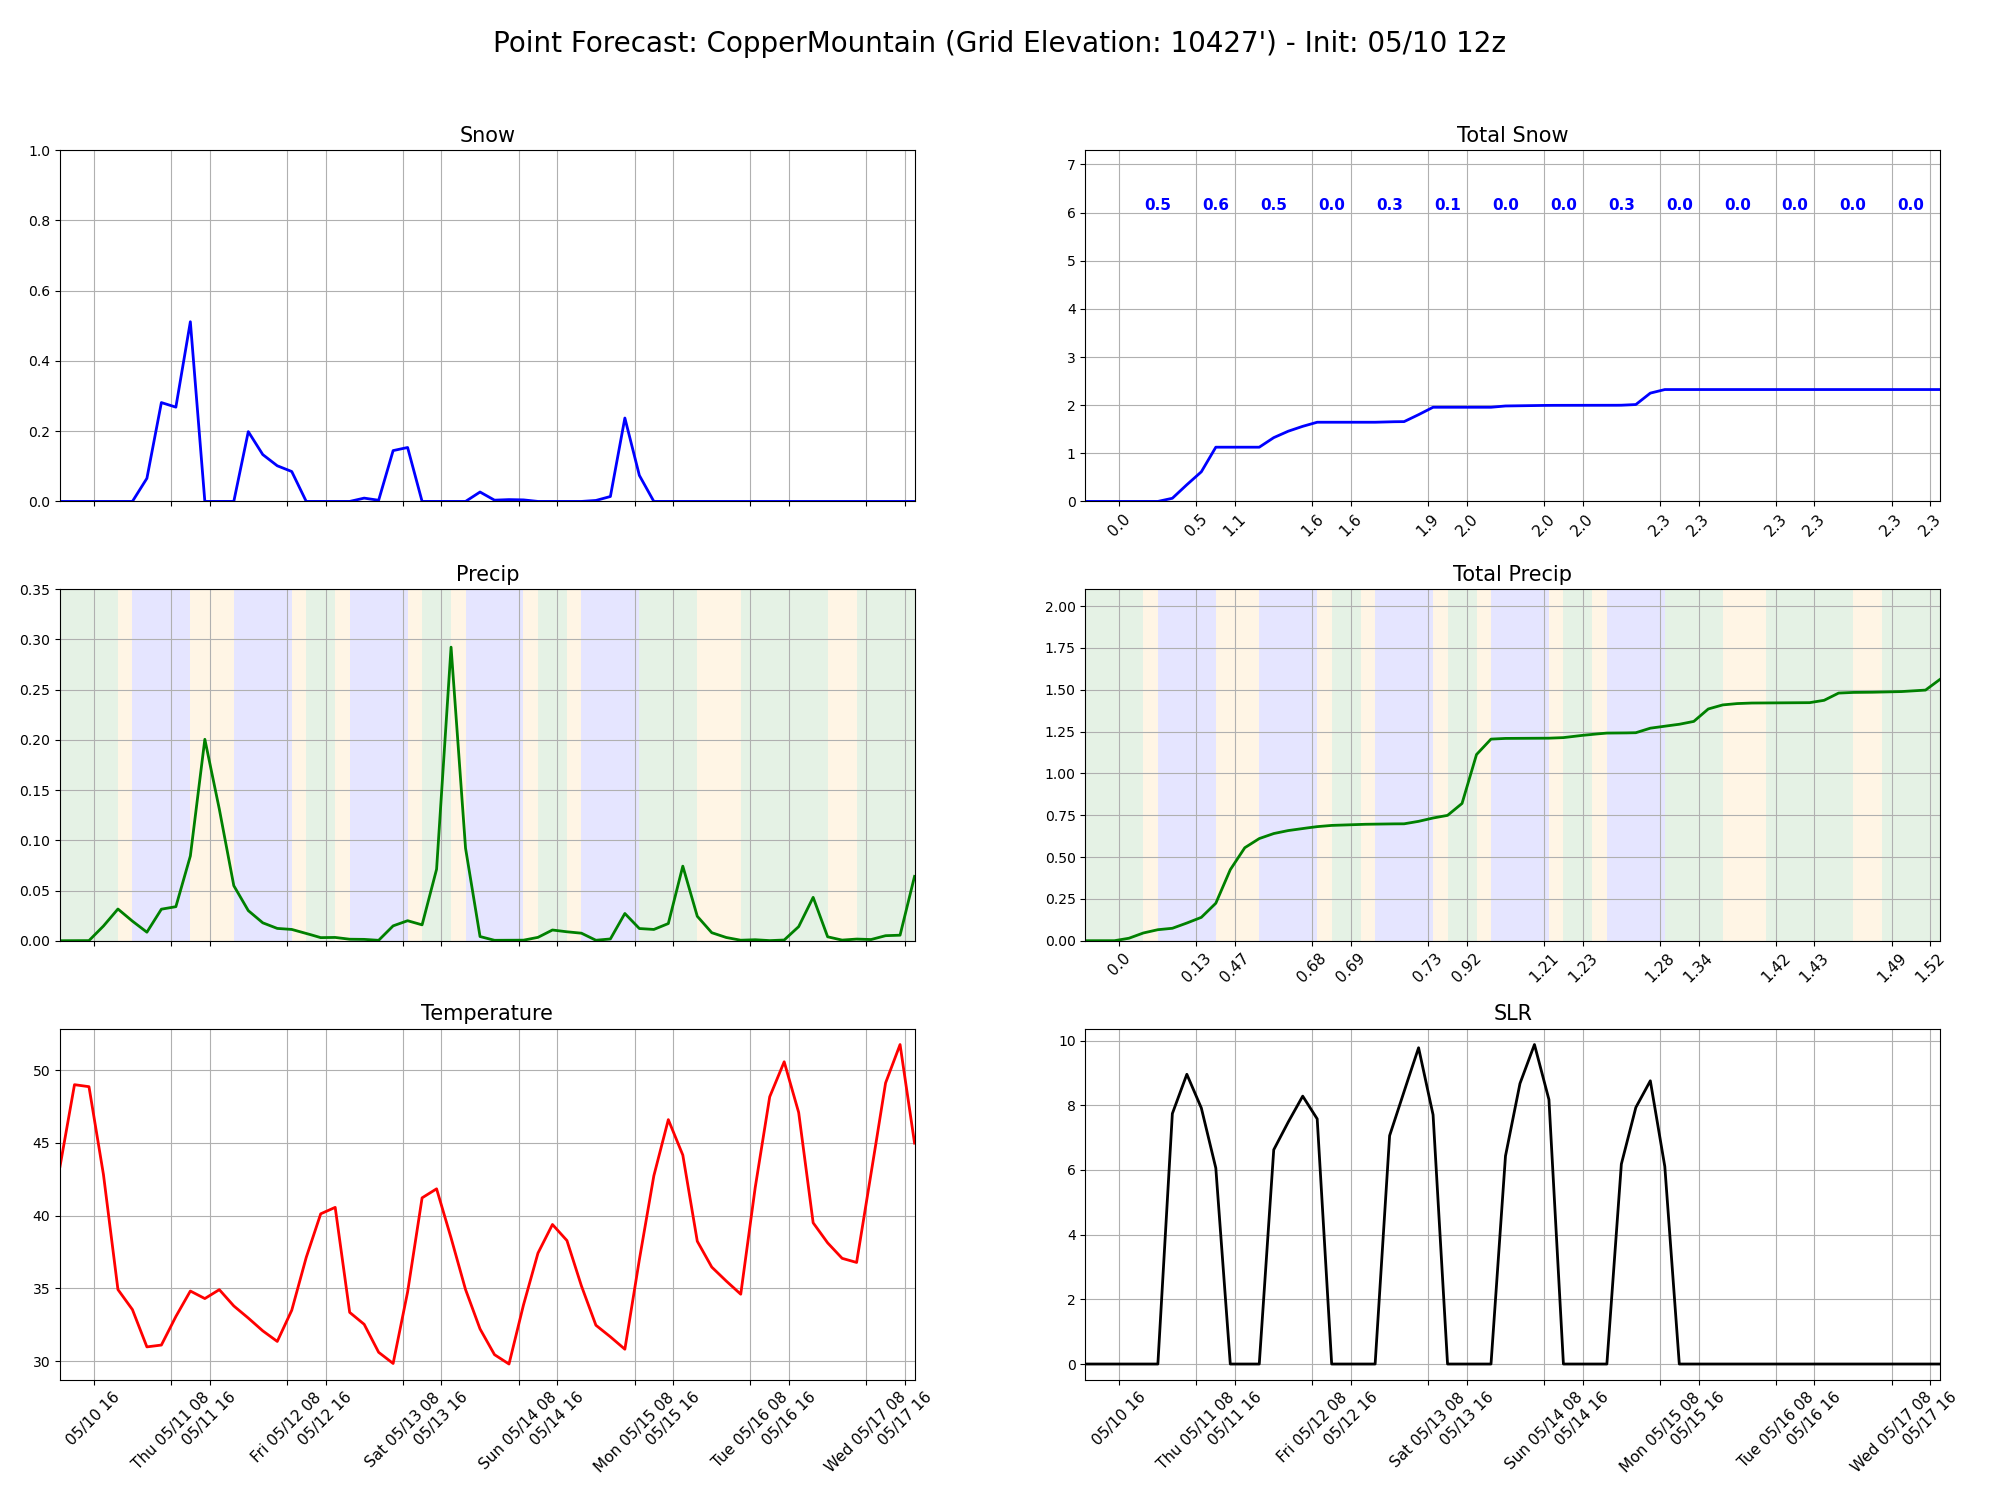 Point Forecast: CopperMountain (Grid Elevation: 10427') - Init: 05/10 12z
Snow
1.0
0.8
0.6
0.4
0.2
0.0
Total Snow
7
6
5
4
3
2
1
0
0.5 0.6 0.5 0.0 0.3 0.1 0.0 0.0 0.3 0.0 0.0 0.0 0.0 0.0
0.0 0.5 1.1 1.6 1.6 1.9 2.0 2.0 2.0 2.3 2.3 2.3 2.3 2.3 2.3
Precip
0.35
0.30
0.25
0.20
0.15
0.10
0.05
0.00
Total Precip
2.00
1.75
1.50
1.25
1.00
0.75
0.50
0.25
0.00
0.0 0.13 0.47 0.68 0.69 0.73 0.92 1.21 1.23 1.28 1.34 1.42 1.43 1.49 1.52
Temperature
50
45
40
35
30
05/10 16
Thu 05/11 08
05/11 16
Fri 05/12 08
05/12 16
Sat 05/13 08
05/13 16
Sun 05/14 08
05/14 16
Mon 05/15 08
05/15 16
Tue 05/16 08
05/16 16
Wed 05/17 08
05/17 16
SLR
10
8
6
4
2
0
05/10 16
Thu 05/11 08
05/11 16
Fri 05/12 08
05/12 16
Sat 05/13 08
05/13 16
Sun 05/14 08
05/14 16
Mon 05/15 08
05/15 16
Tue 05/16 08
05/16 16
Wed 05/17 08
05/17 16